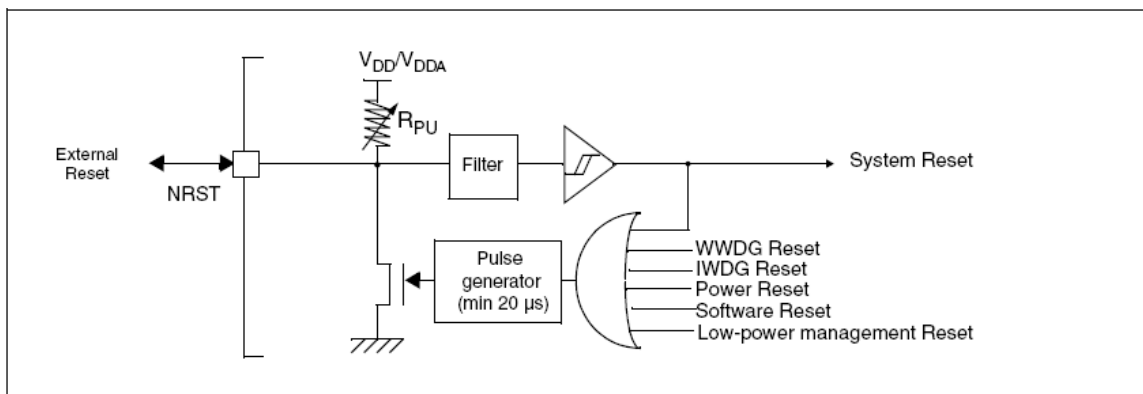 VDD/VDDA
RPU
External
Reset
NRST
Filter
System Reset
Pulse
generator
(min 20 µs)
WWDG Reset
IWDG Reset
Power Reset
Software Reset
Low-power management Reset